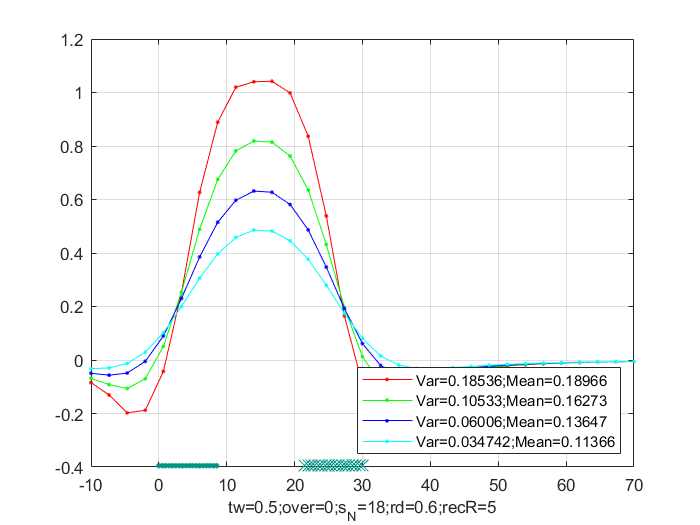 1.2
1
0.8
0.6
0.4
0.2
0
-0.2
-0.4
Var=0.18536;Mean=0.18966
Var=0.10533;Mean=0.16273
Var=0.06006;Mean=0.13647
Var=0.034742;Mean=0.11366
-10 0 10 20 30 40 50 60 70
tw=0.5;over=0;s_N=18;rd=0.6;recR=5